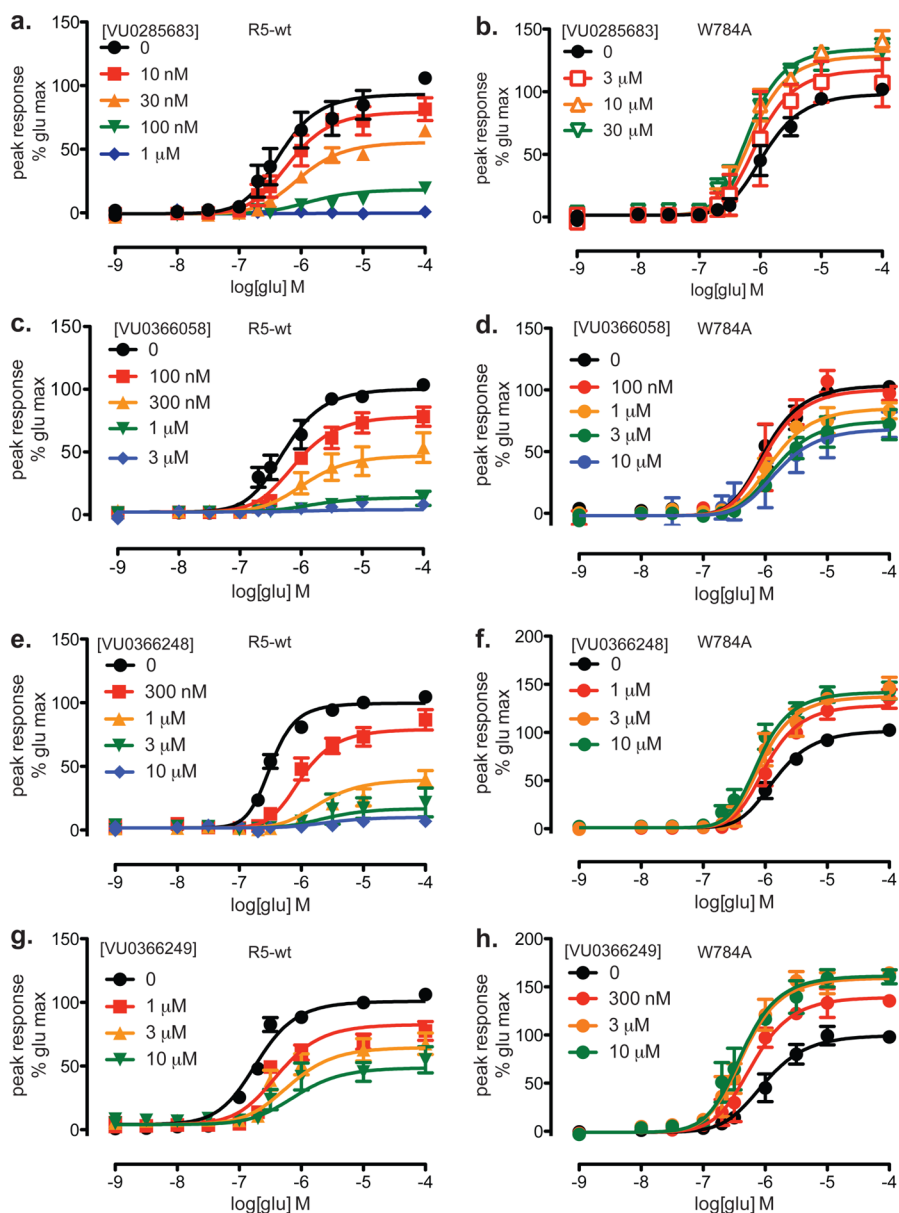 a.
[VU0285683]
R5-wt
0
10 nM
30 nM
100 nM
1 μM
peak response
% glu max
150
100
50
0
-9 -8 -7 -6 -5 -4
log[glu] M
b.
[VU0285683]
W784A
0
3 μM
10 μM
30 μM
peak response
% glu max
150
100
50
0
-9 -8 -7 -6 -5 -4
log[glu] M
c.
[VU0366058]
R5-wt
0
100 nM
300 nM
1 μM
3 μM
peak response
% glu max
150
100
50
0
-9 -8 -7 -6 -5 -4
log[glu] M
d.
[VU0366058]
W784A
0
100 nM
1 μM
3 μM
10 μM
peak response
% glu max
150
100
50
0
-9 -8 -7 -6 -5 -4
log[glu] M
e.
[VU0366248]
R5-wt
0
300 nM
1 μM
3 μM
10 μM
peak response
% glu max
150
100
50
0
-9 -8 -7 -6 -5 -4
log[glu] M
f.
[VU0366248]
W784A
0
1 μM
3 μM
10 μM
peak response
% glu max
200
150
100
50
0
-9 -8 -7 -6 -5 -4
log[glu] M
g.
[VU0366249]
R5-wt
0
1 μM
3 μM
10 μM
peak response
% glu max
150
100
50
0
-9 -8 -7 -6 -5 -4
log[glu] M
h.
[VU0366249]
W784A
0
300 nM
3 μM
10 μM
peak response
% glu max
200
150
100
50
0
-9 -8 -7 -6 -5 -4
log[glu] M